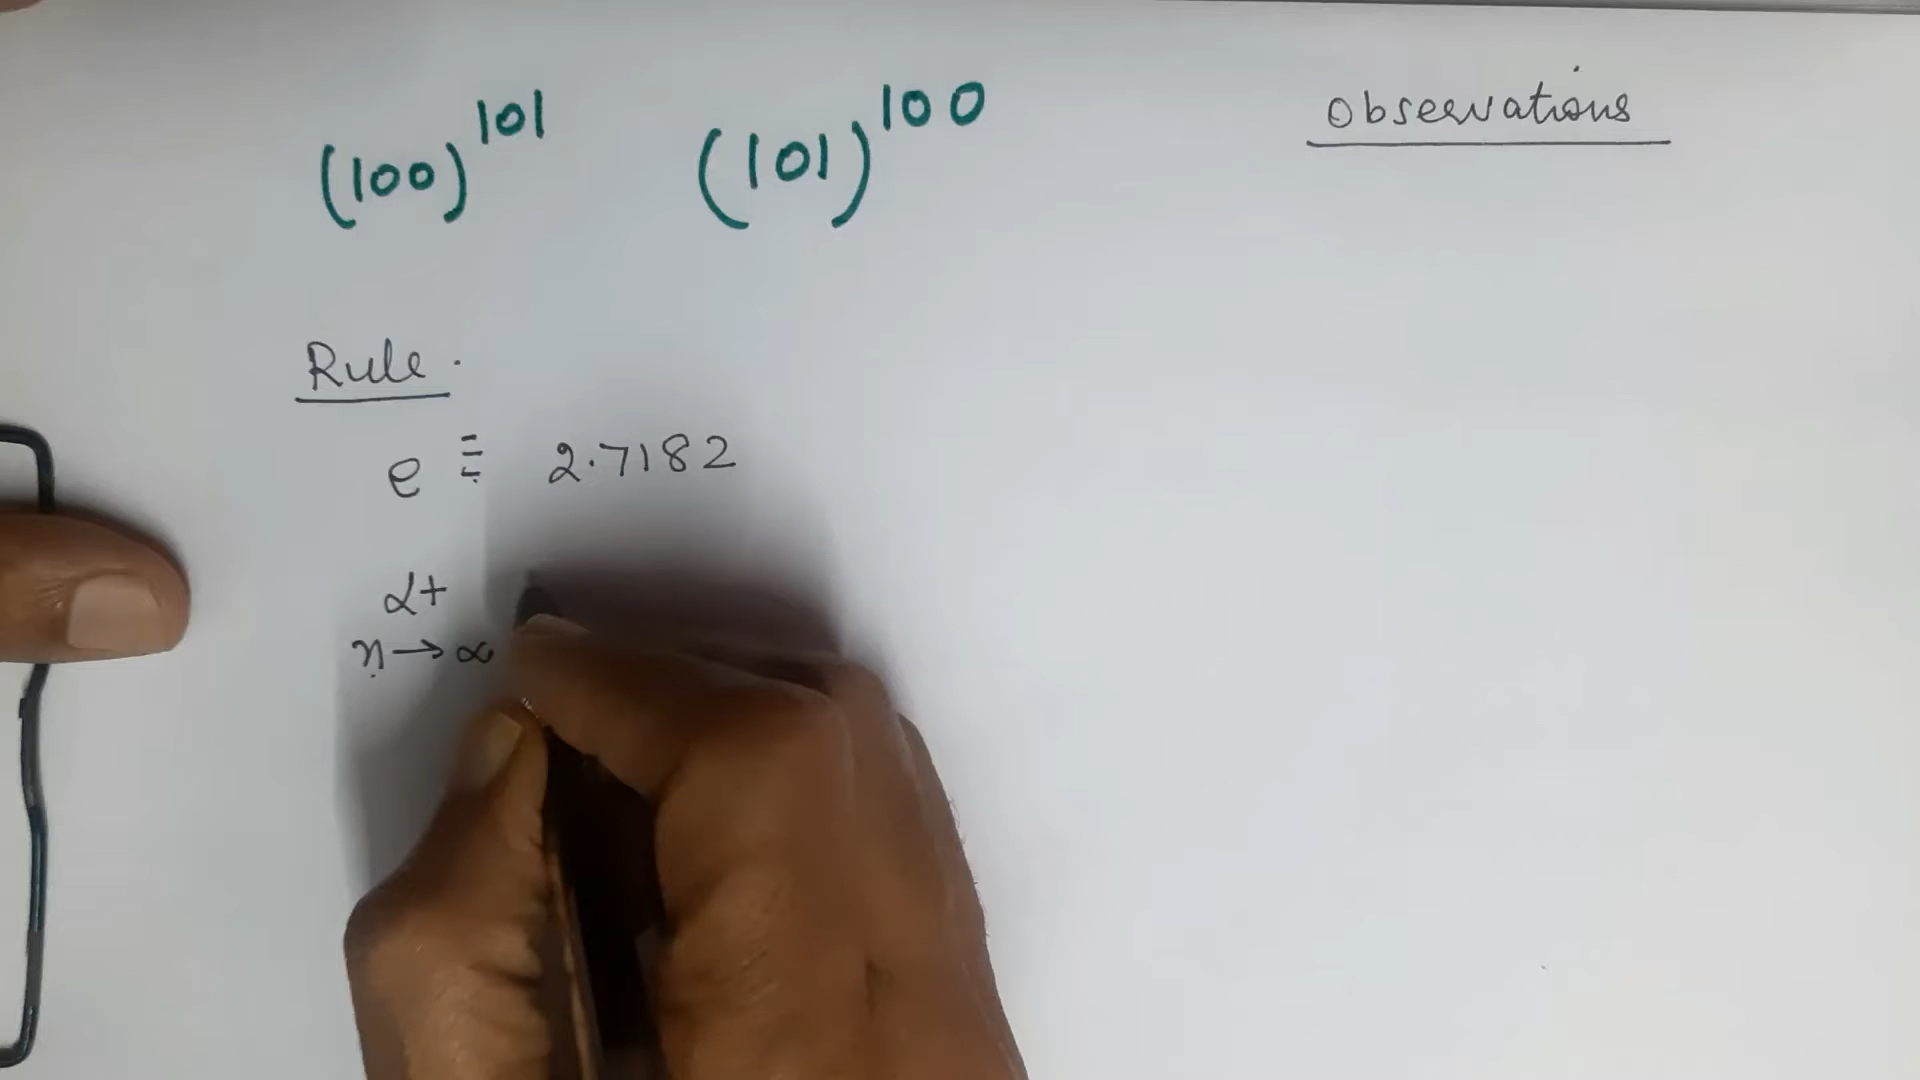 (100)^101 (101)^100
Observations
Rule.
e ≡ 2.7182
Lt
n → ∞